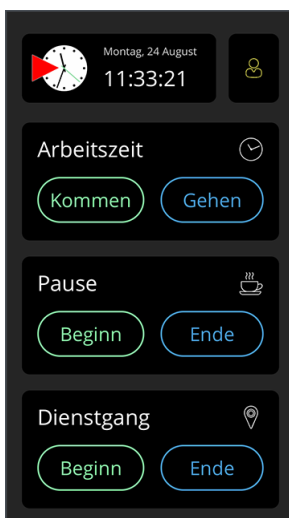 Montag, 24 August
11:33:21
Arbeitszeit
Kommen Gehen
Pause
Beginn Ende
Dienstgang
Beginn Ende